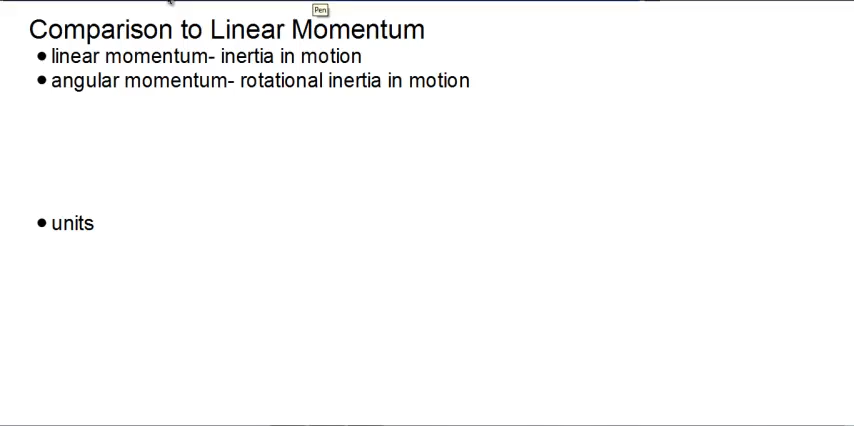 Pen
Comparison to Linear Momentum
● linear momentum- inertia in motion
● angular momentum- rotational inertia in motion
● units